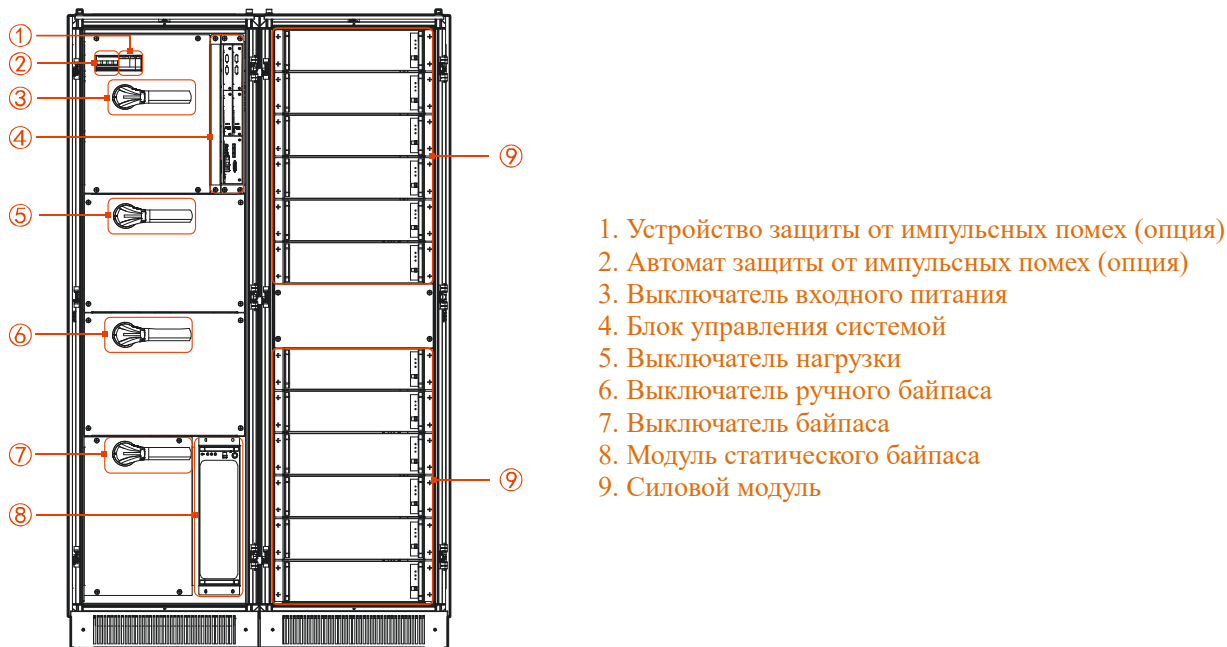 ①
②
③
④
⑨
⑤
⑥
⑦
⑨
⑧
1. Устройство защиты от импульсных помех (опция)
2. Автомат защиты от импульсных помех (опция)
3. Выключатель входного питания
4. Блок управления системой
5. Выключатель нагрузки
6. Выключатель ручного байпаса
7. Выключатель байпаса
8. Модуль статического байпаса
9. Силовой модуль